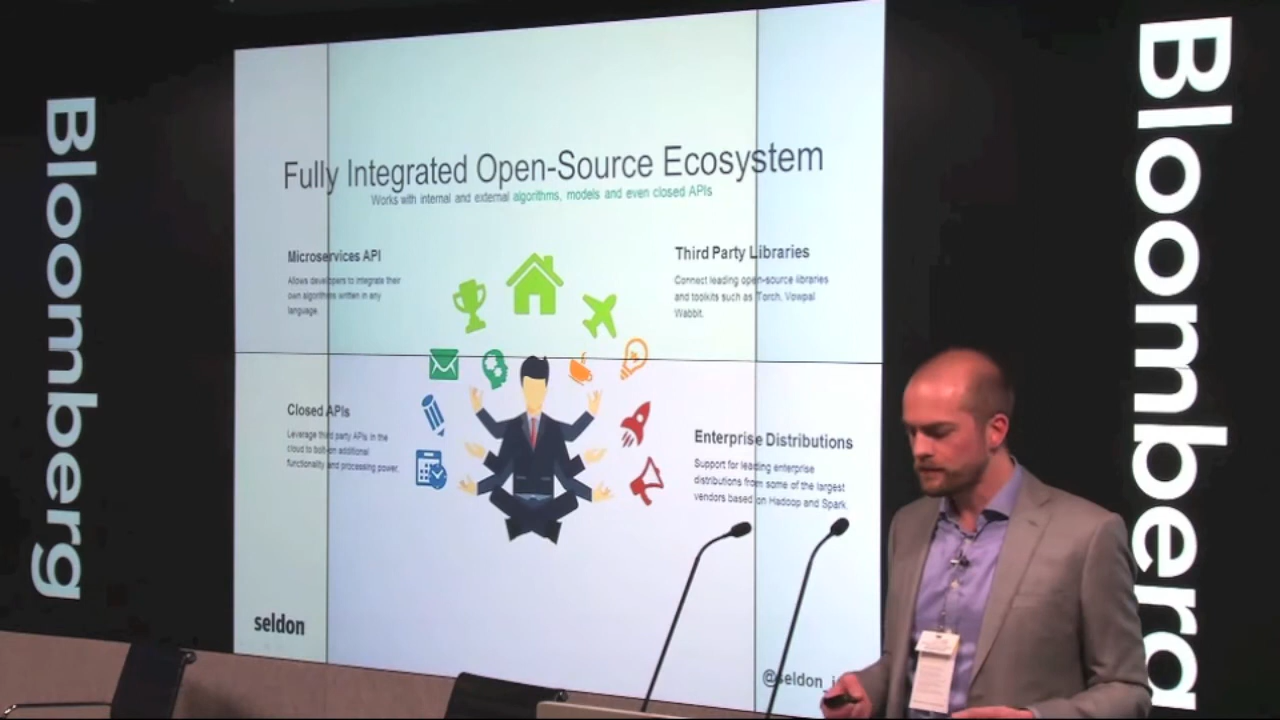 Bloomberg
Fully Integrated Open-Source Ecosystem
Works with internal and external algorithms, models and even closed APIs
Microservices API
Allows developers to integrate their
own algorithms written in any
language.
Third Party Libraries
Connect leading open-source libraries
and toolkits such as Torch, Vowpal
Wabbit.
Closed APIs
Leverage third party APIs in the
cloud to bolt-on additional
functionality and processing power.
Enterprise Distributions
Support for leading enterprise
distributions from some of the largest
vendors based on Hadoop and Spark.
seldon
@seldon_i
Bloomberg